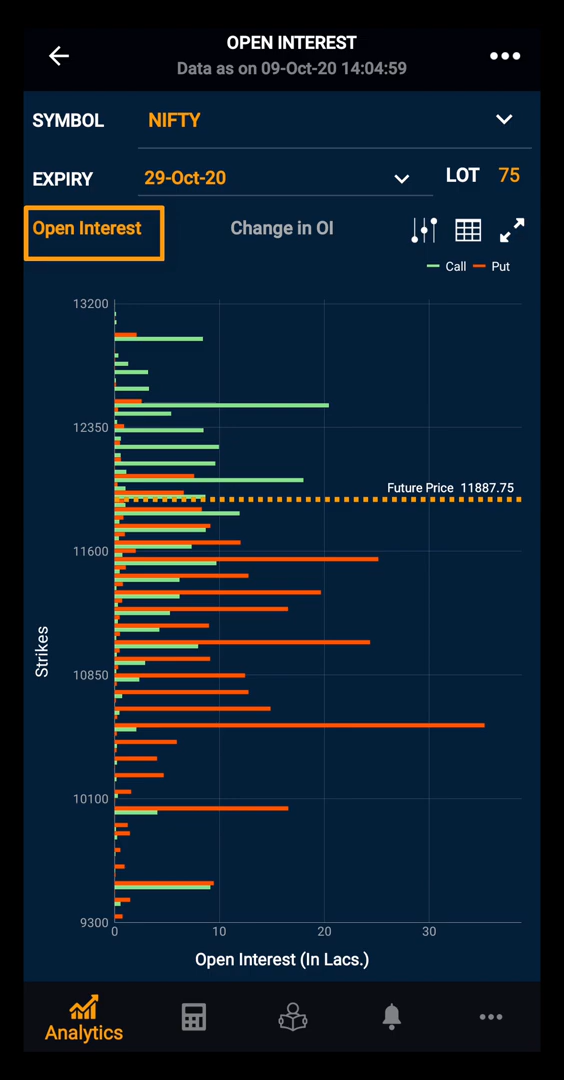 OPEN INTEREST
Data as on 09-Oct-20 14:04:59
SYMBOL NIFTY
EXPIRY 29-Oct-20 LOT 75
Open Interest Change in OI
Call Put
13200
12350
Future Price 11887.75
11600
Strikes
10850
10100
9300
0 10 20 30
Open Interest (In Lacs.)
Analytics